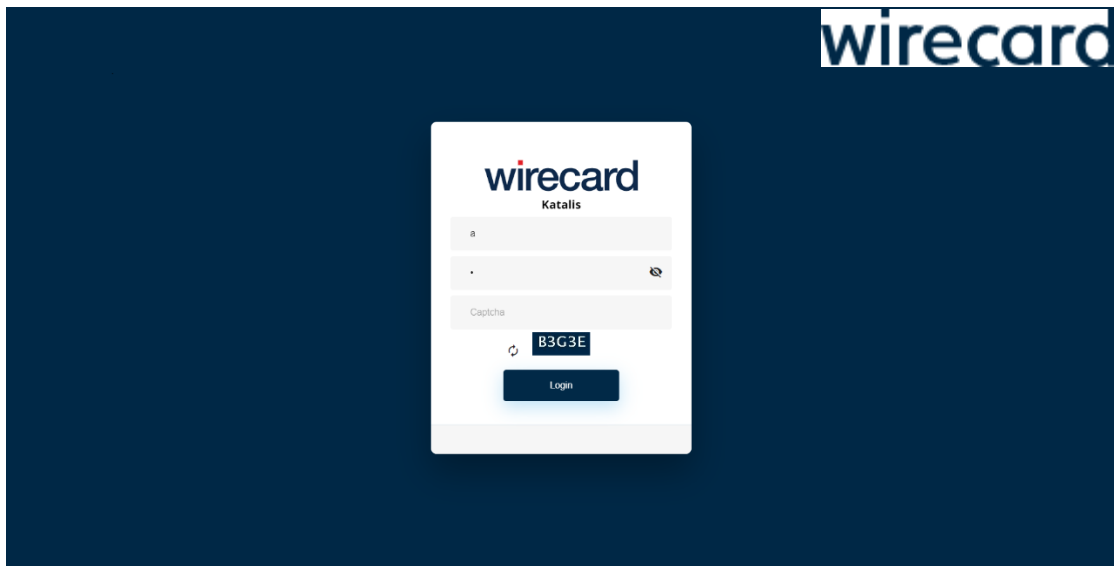 wirecard
wirecard
Katalis
a
•
Captcha
B3G3E
Login